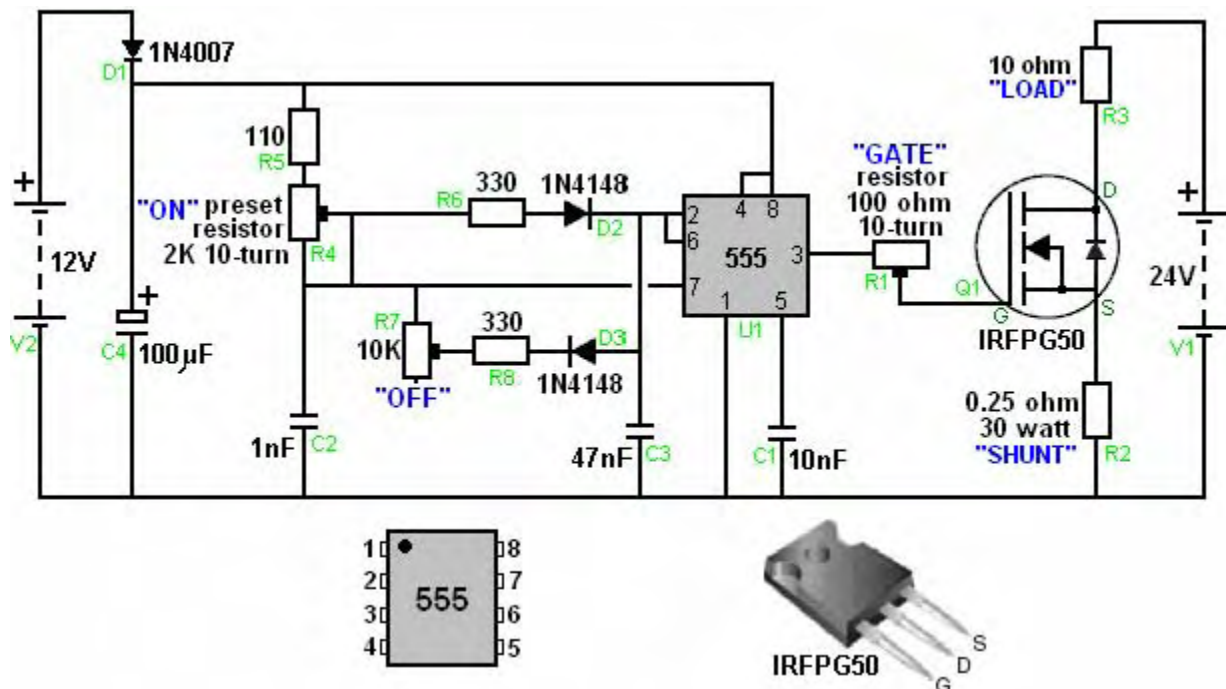 1N4007
D1
+
12V
V2
+
C4
100µF
110
R5
"ON" preset
resistor
2K 10-turn
R4
330
R6
1N4148
D2
R7
10K
"OFF"
330
R8
D3
1N4148
1nF
C2
47nF
C3
2
6
7
4
8
555
3
1
5
U1
C1
10nF
"GATE"
resistor
100 ohm
10-turn
R1
Q1
G
D
S
IRFPG50
10 ohm
"LOAD"
R3
+
24V
V1
0.25 ohm
30 watt
"SHUNT"
R2
1
2
3
4
555
8
7
6
5
IRFPG50
S
D
G